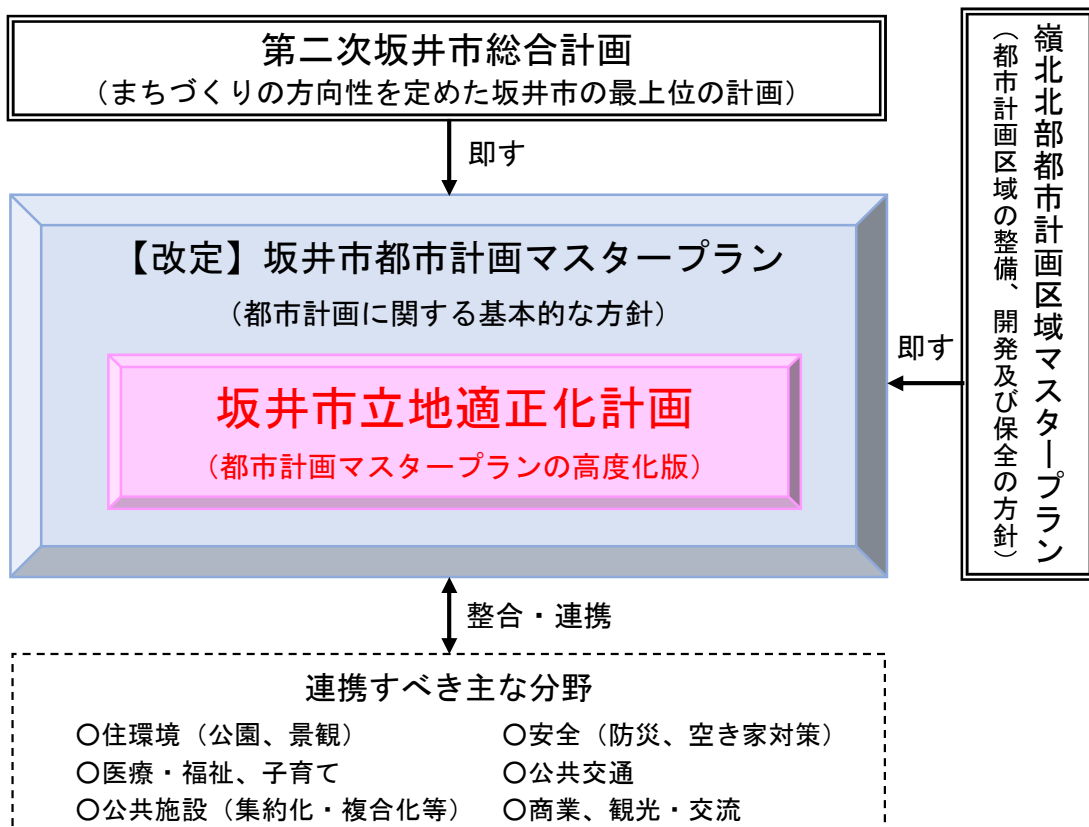 第二次坂井市総合計画
（まちづくりの方向性を定めた坂井市の最上位の計画）
即す
嶺北北部都市計画区域マスタープラン
（都市計画区域の整備、開発及び保全の方針）
【改定】坂井市都市計画マスタープラン
（都市計画に関する基本的な方針）
即す
坂井市立地適正化計画
（都市計画マスタープランの高度化版）
整合・連携
連携すべき主な分野
〇住環境（公園、景観）
〇安全（防災、空き家対策）
〇医療・福祉、子育て
〇公共交通
〇公共施設（集約化・複合化等）
〇商業、観光・交流